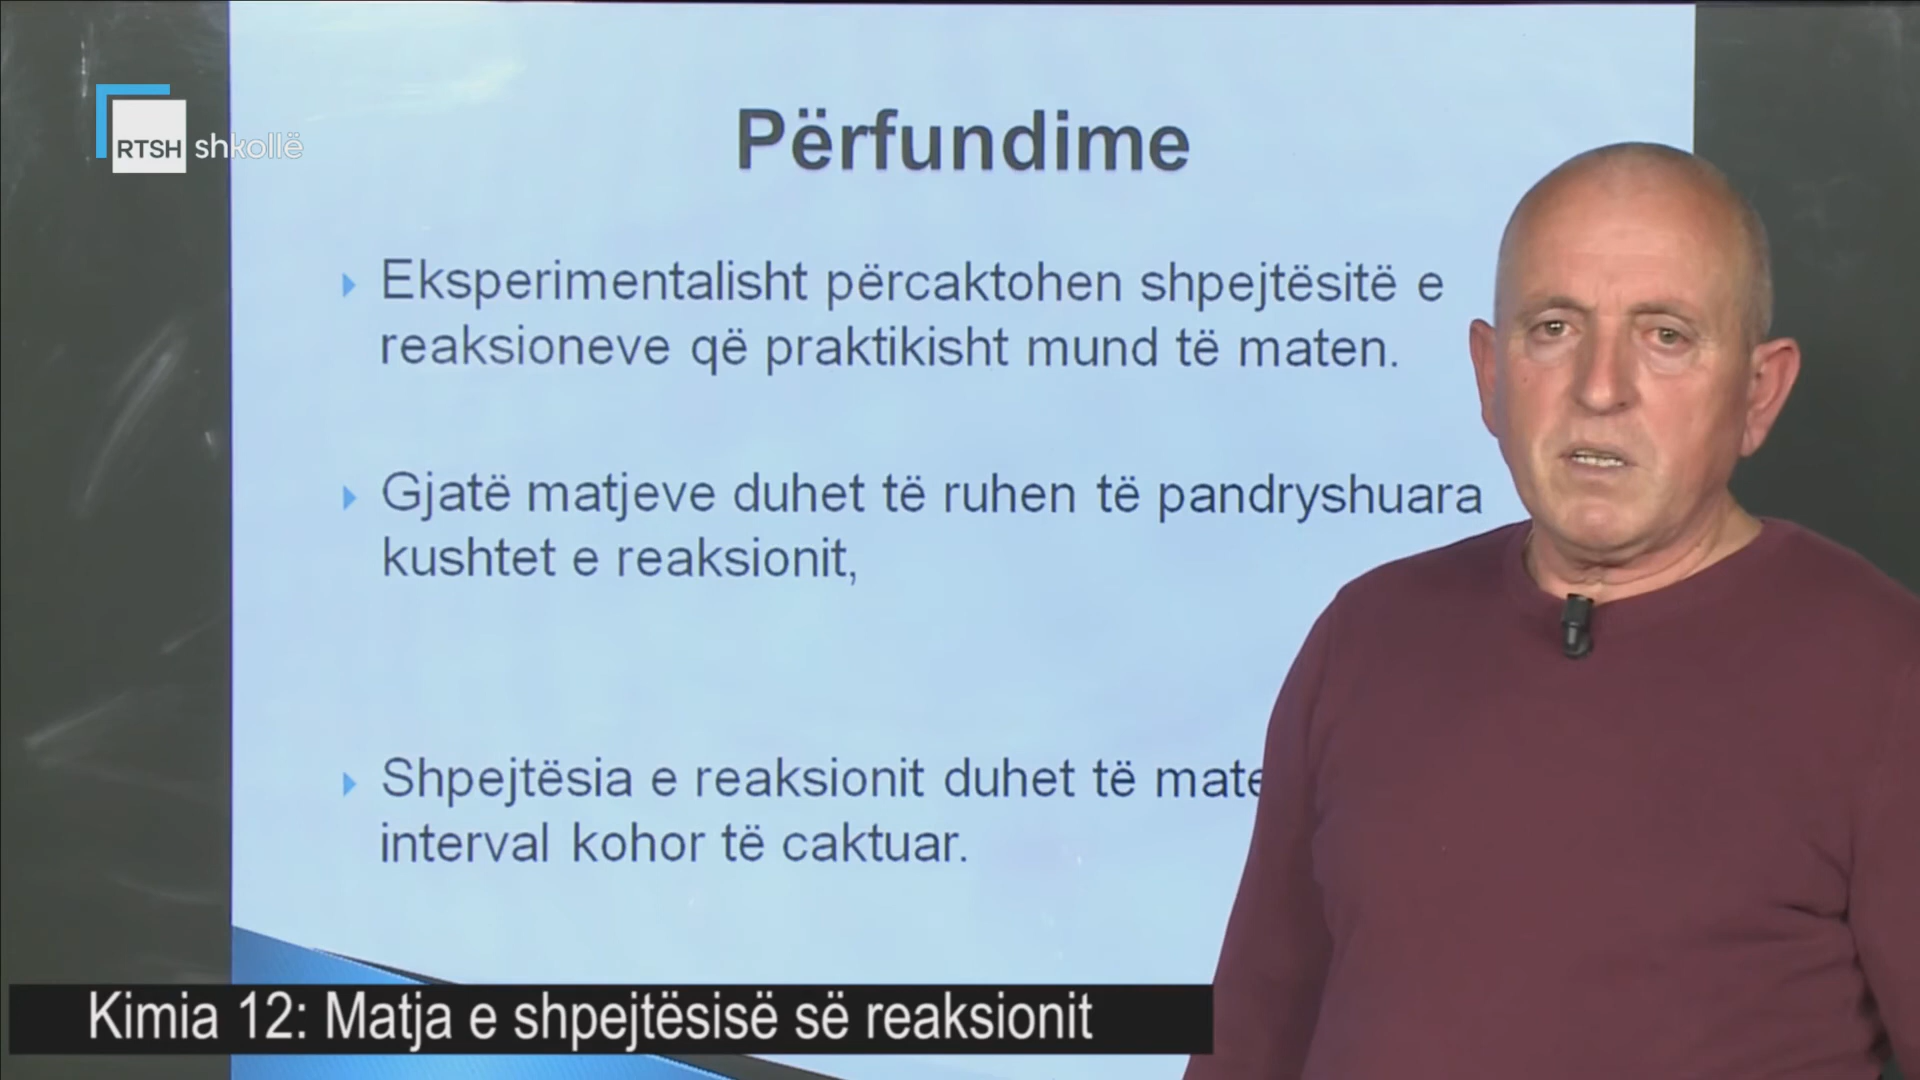 RTSH shkollë
Përfundime
Eksperimentalisht përcaktohen shpejtësitë e
reaksioneve që praktikisht mund të maten.
Gjatë matjeve duhet të ruhen të pandryshuara
kushtet e reaksionit,
Shpejtësia e reaksionit duhet të
interval kohor të caktuar.
Kimia 12: Matja e shpejtësisë së reaksionit